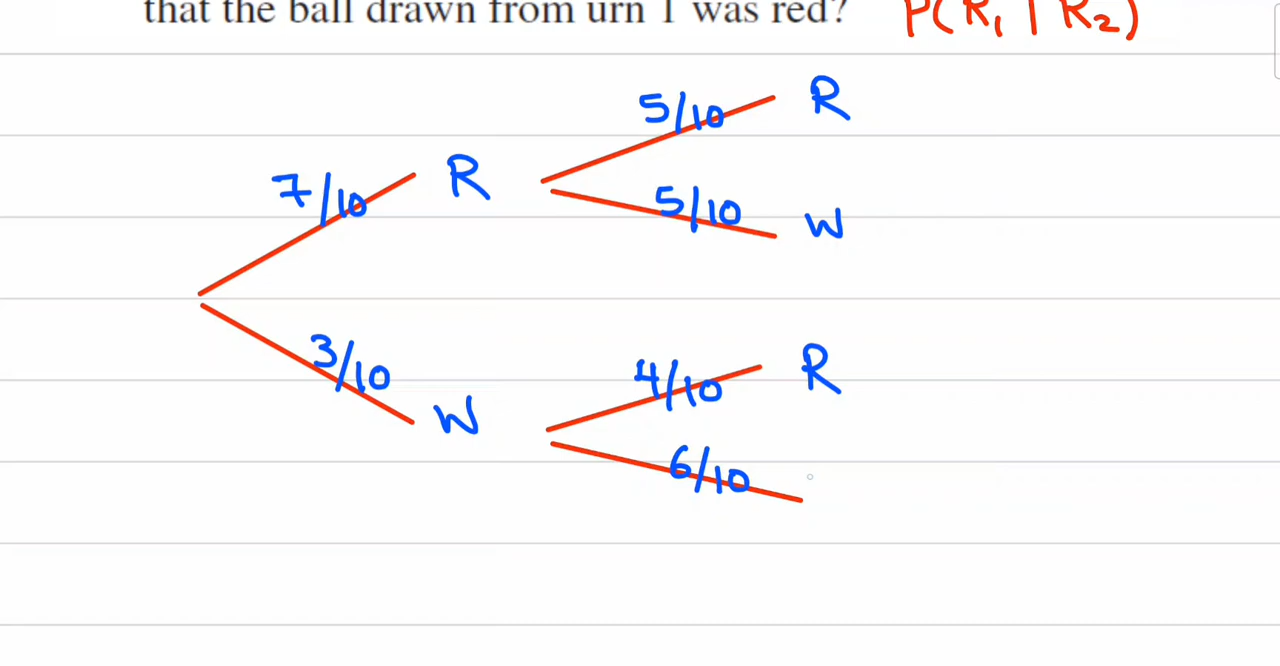 that the ball drawn from urn 1 was red? P(R₁ | R₂)
5/10 R
7/10 R
5/10 W
3/10 W
4/10 R
6/10